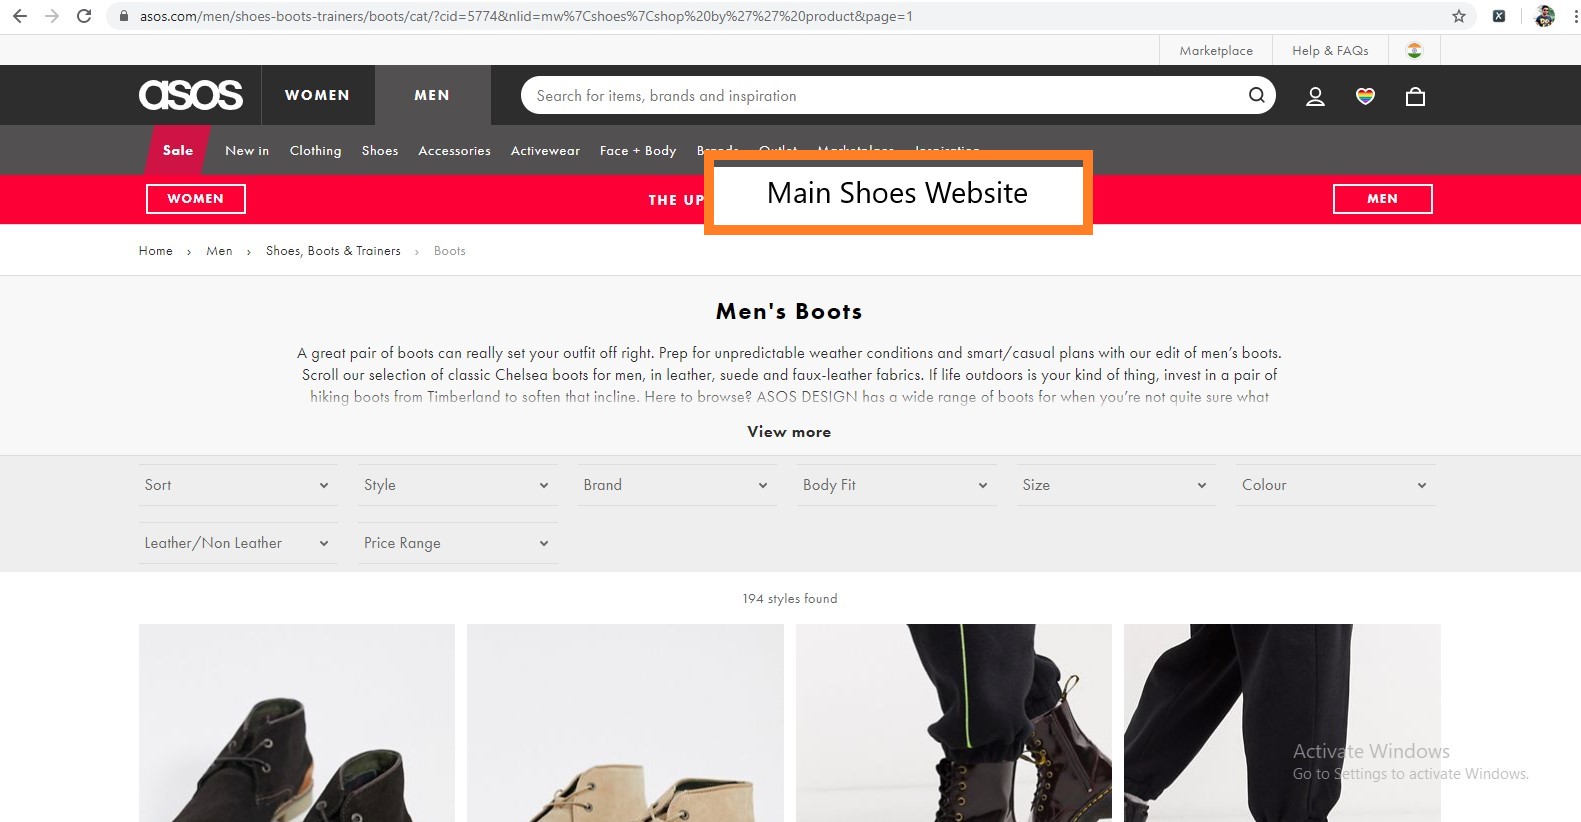 asos.com/men/shoes-boots-trainers/boots/cat/?cid=5774&nlid=mw%7Cshoes%7Cshop%20by%27%27%20product&page=1
Marketplace Help & FAQs
asos WOMEN MEN Search for items, brands and inspiration
Sale New in Clothing Shoes Accessories Activewear Face + Body Brands Outlet Marketplace Inspiration
WOMEN THE UP MEN
Main Shoes Website
Home › Men › Shoes, Boots & Trainers › Boots
Men's Boots
A great pair of boots can really set your outfit off right. Prep for unpredictable weather conditions and smart/casual plans with our edit of men’s boots.
Scroll our selection of classic Chelsea boots for men, in leather, suede and faux-leather fabrics. If life outdoors is your kind of thing, invest in a pair of
hiking boots from Timberland to soften that incline. Here to browse? ASOS DESIGN has a wide range of boots for when you’re not quite sure what
View more
Sort Style Brand Body Fit Size Colour
Leather/Non Leather Price Range
194 styles found
Activate Windows
Go to Settings to activate Windows.